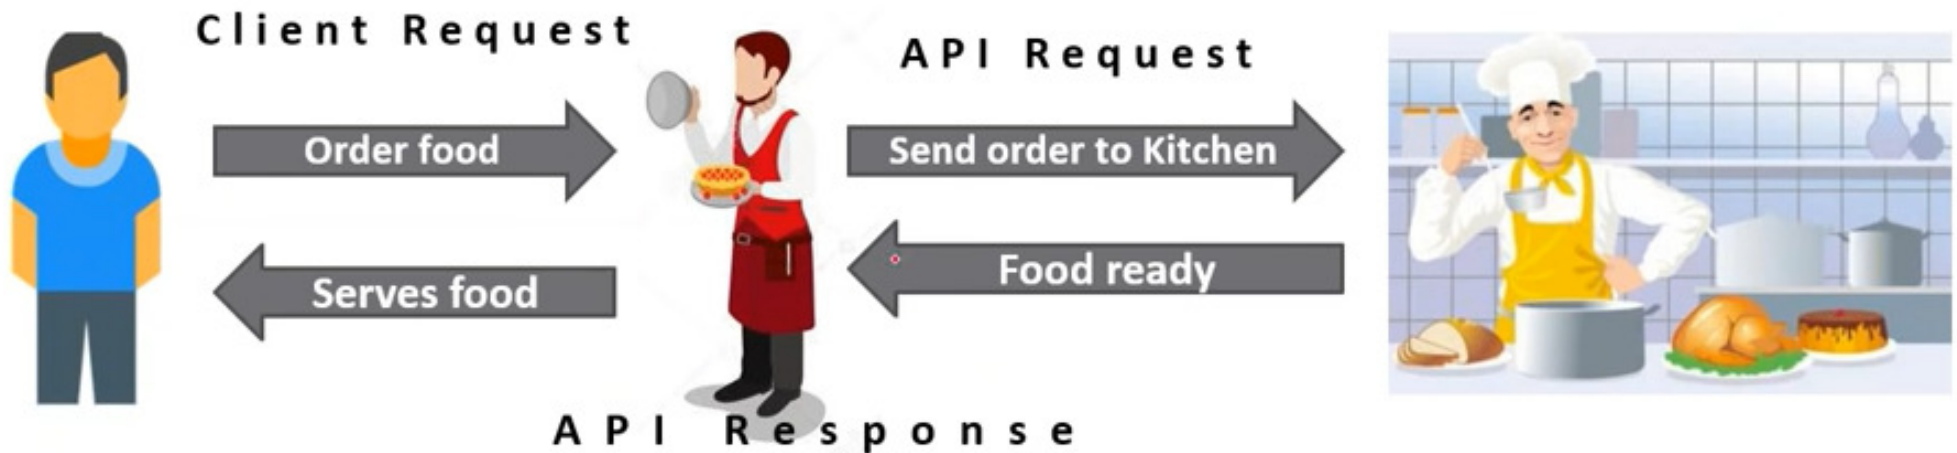 Client Request
API Request
Order food
Send order to Kitchen
Serves food
Food ready
API Response